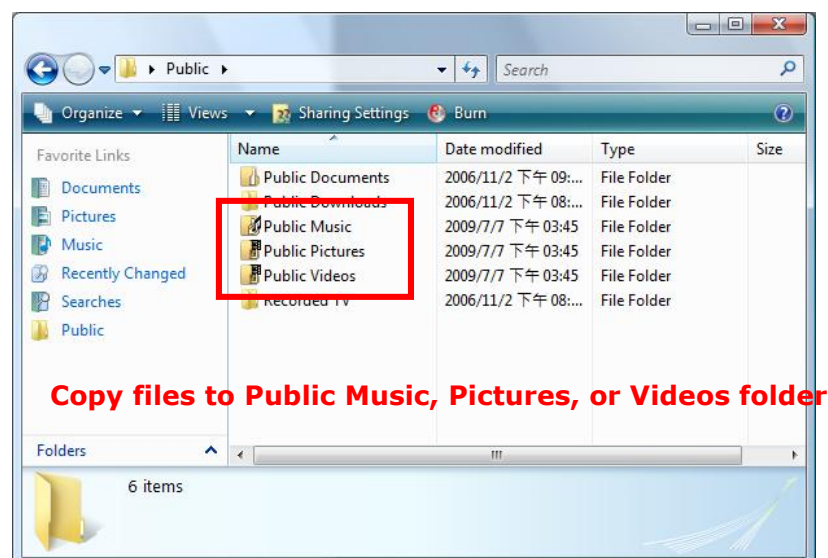 Public
Search
Organize Views Sharing Settings Burn
Favorite Links
Documents
Pictures
Music
Recently Changed
Searches
Public
Name Date modified Type Size
Public Documents 2006/11/2 下午 09:... File Folder
Public Downloads 2006/11/2 下午 08:... File Folder
Public Music 2009/7/7 下午 03:45 File Folder
Public Pictures 2009/7/7 下午 03:45 File Folder
Public Videos 2009/7/7 下午 03:45 File Folder
Recorded TV 2006/11/2 下午 08:... File Folder
Copy files to Public Music, Pictures, or Videos folder
Folders
6 items